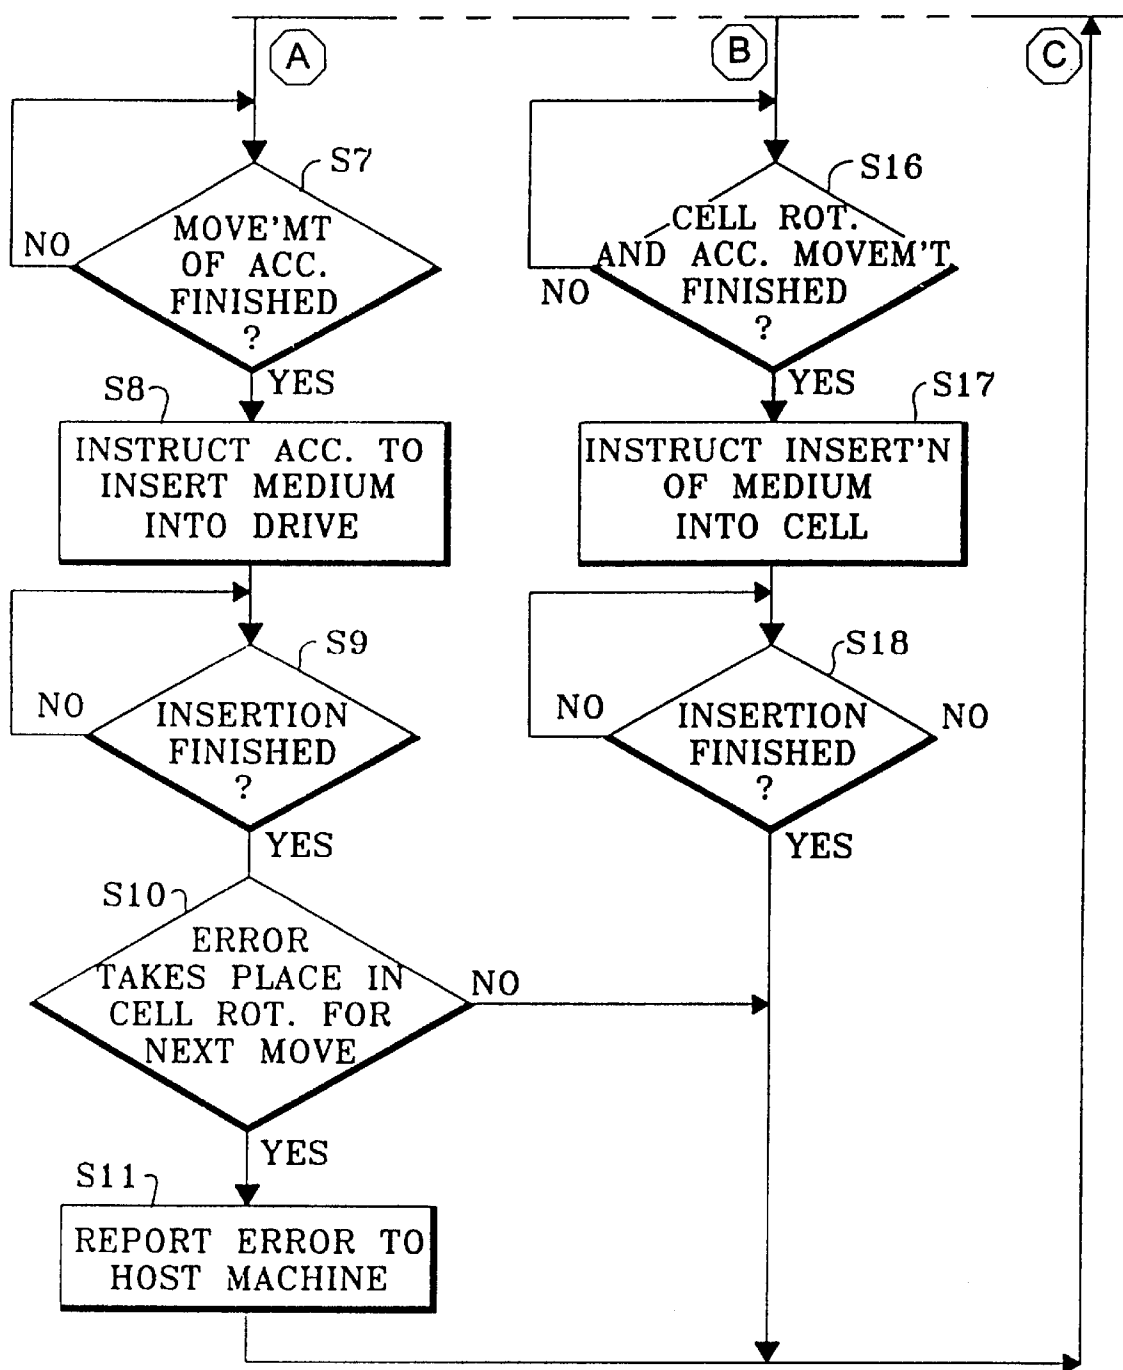 A
B
C
S7
MOVE'MT
OF ACC.
FINISHED
?
NO
YES
S8
INSTRUCT ACC. TO
INSERT MEDIUM
INTO DRIVE
S9
INSERTION
FINISHED
?
NO
YES
S10
ERROR
TAKES PLACE IN
CELL ROT. FOR
NEXT MOVE
NO
YES
S11
REPORT ERROR TO
HOST MACHINE
S16
CELL ROT.
AND ACC. MOVEM'T
FINISHED
?
NO
YES
S17
INSTRUCT INSERT'N
OF MEDIUM
INTO CELL
S18
INSERTION
FINISHED
?
NO
NO
YES